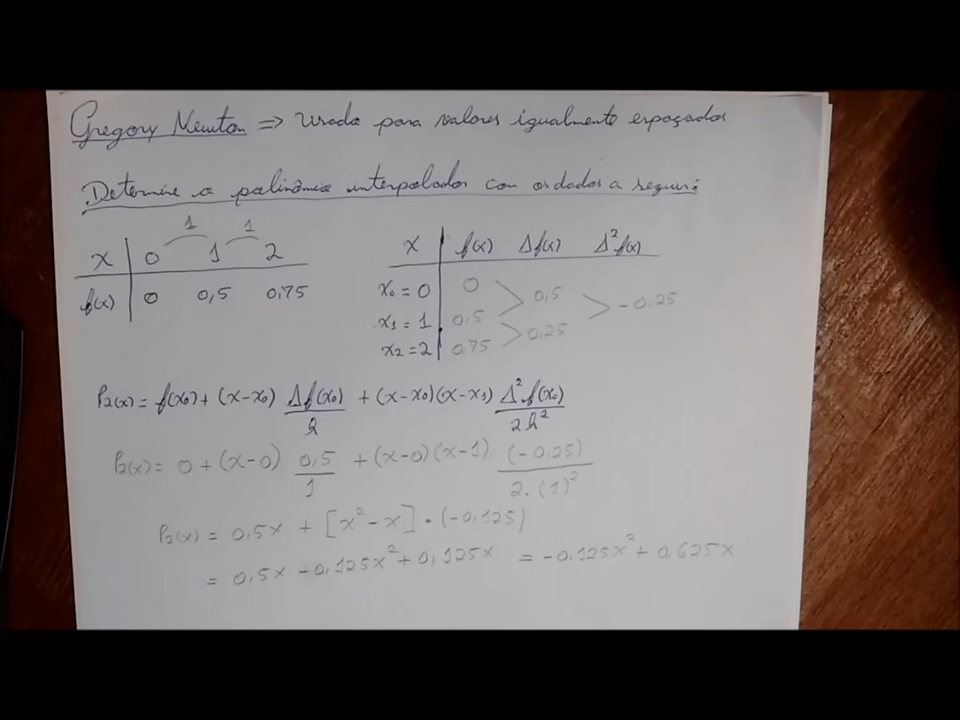 Gregory Newton ⇒ Usado para valores igualmente espaçados
Determine o polinômio interpolador con os dados a seguir:
1 1
x | 0 1 2
f(x) | 0 0,5 0,75
x | f(x) Δf(x) Δ²f(x)
x₀ = 0 | 0
0,5
x₁ = 1 | 0,5 -0,25
0,25
x₂ = 2 | 0,75
P₂(x) = f(x₀) + (x-x₀) Δf(x₀)/h + (x-x₀)(x-x₁) Δ²f(x₀)/2h²
P₂(x) = 0 + (x-0) 0,5/1 + (x-0)(x-1). (-0,25)/2.(1)²
P₂(x) = 0,5x + [x²-x]•(-0,125)
= 0,5x - 0,125x² + 0,125x = -0,125x² + 0,625x